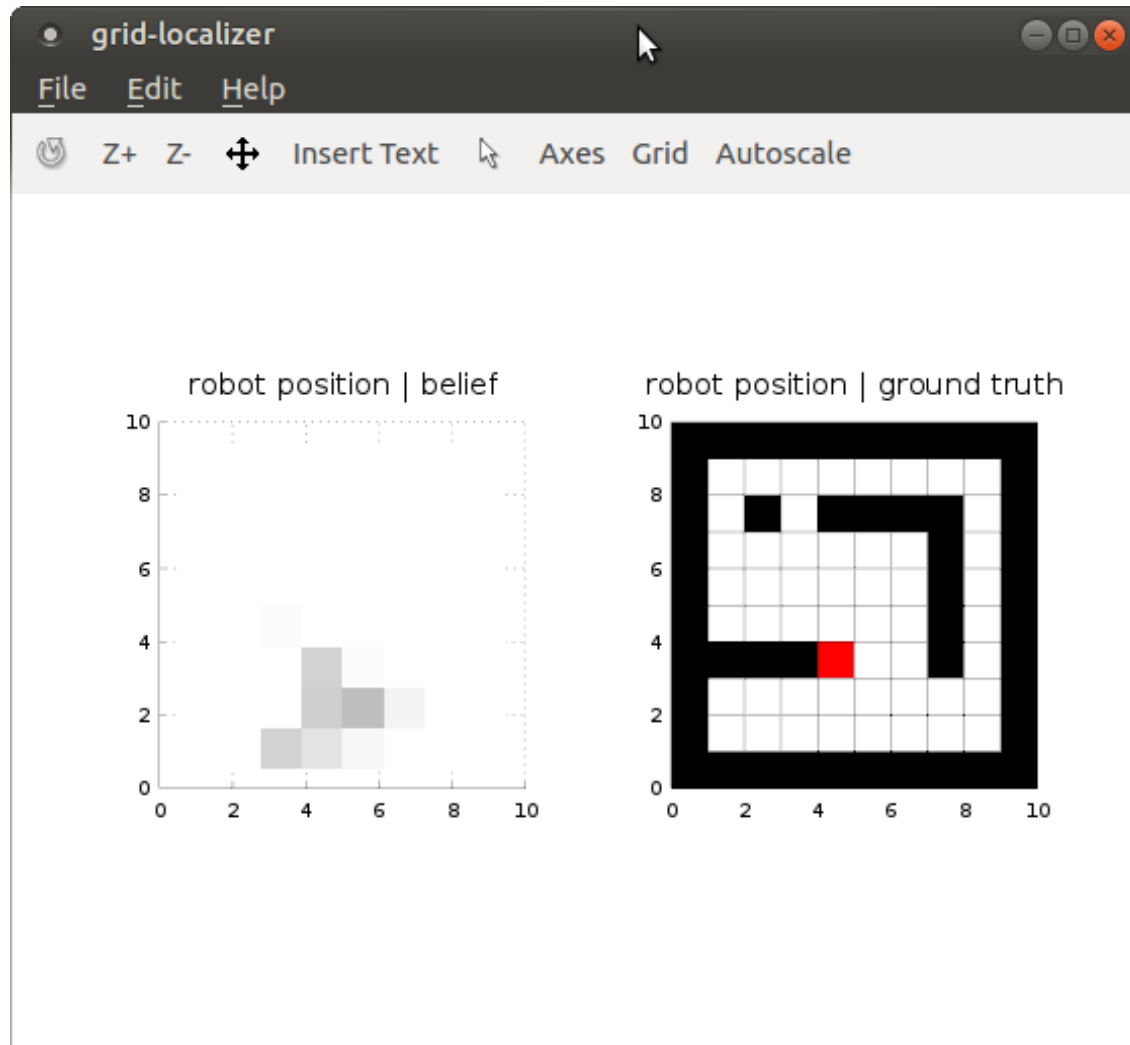 grid-localizer
File Edit Help
Z+ Z- Insert Text Axes Grid Autoscale
robot position | belief
10
8
6
4
2
0
0 2 4 6 8 10
robot position | ground truth
10
8
6
4
2
0
0 2 4 6 8 10